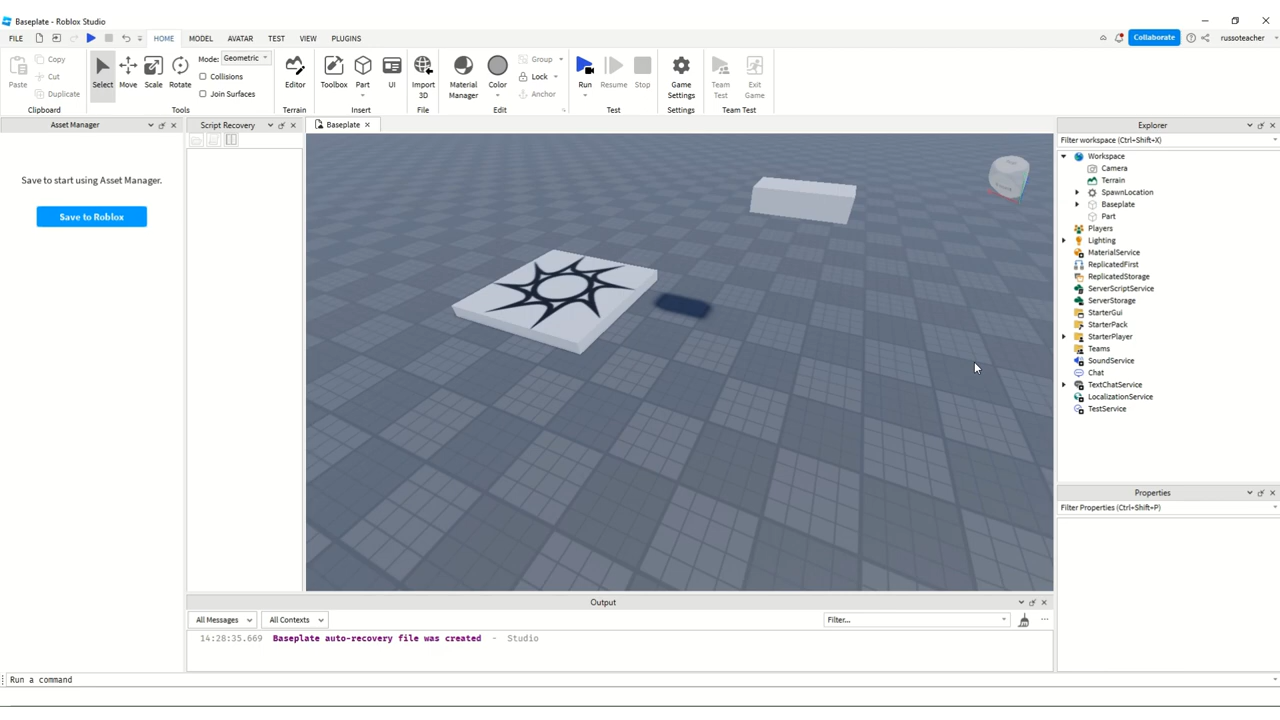 Baseplate - Roblox Studio
FILE
HOME MODEL AVATAR TEST VIEW PLUGINS
Collaborate
russoteacher
Paste
Copy
Cut
Duplicate
Clipboard
Select
Move
Scale
Rotate
Mode: Geometric
Collisions
Join Surfaces
Tools
Editor
Terrain
Toolbox
Part
UI
Insert
Import
3D
File
Material
Manager
Color
Group
Lock
Anchor
Edit
Run
Resume
Stop
Test
Game
Settings
Settings
Team
Test
Exit
Game
Team Test
Asset Manager
Save to start using Asset Manager.
Save to Roblox
Script Recovery
Baseplate
Explorer
Filter workspace (Ctrl+Shift+X)
Workspace
Camera
Terrain
SpawnLocation
Baseplate
Part
Players
Lighting
MaterialService
ReplicatedFirst
ReplicatedStorage
ServerScriptService
ServerStorage
StarterGui
StarterPack
StarterPlayer
Teams
SoundService
Chat
TextChatService
LocalizationService
TestService
Properties
Filter Properties (Ctrl+Shift+P)
Output
All Messages
All Contexts
Filter...
14:28:35.669 Baseplate auto-recovery file was created - Studio
Run a command